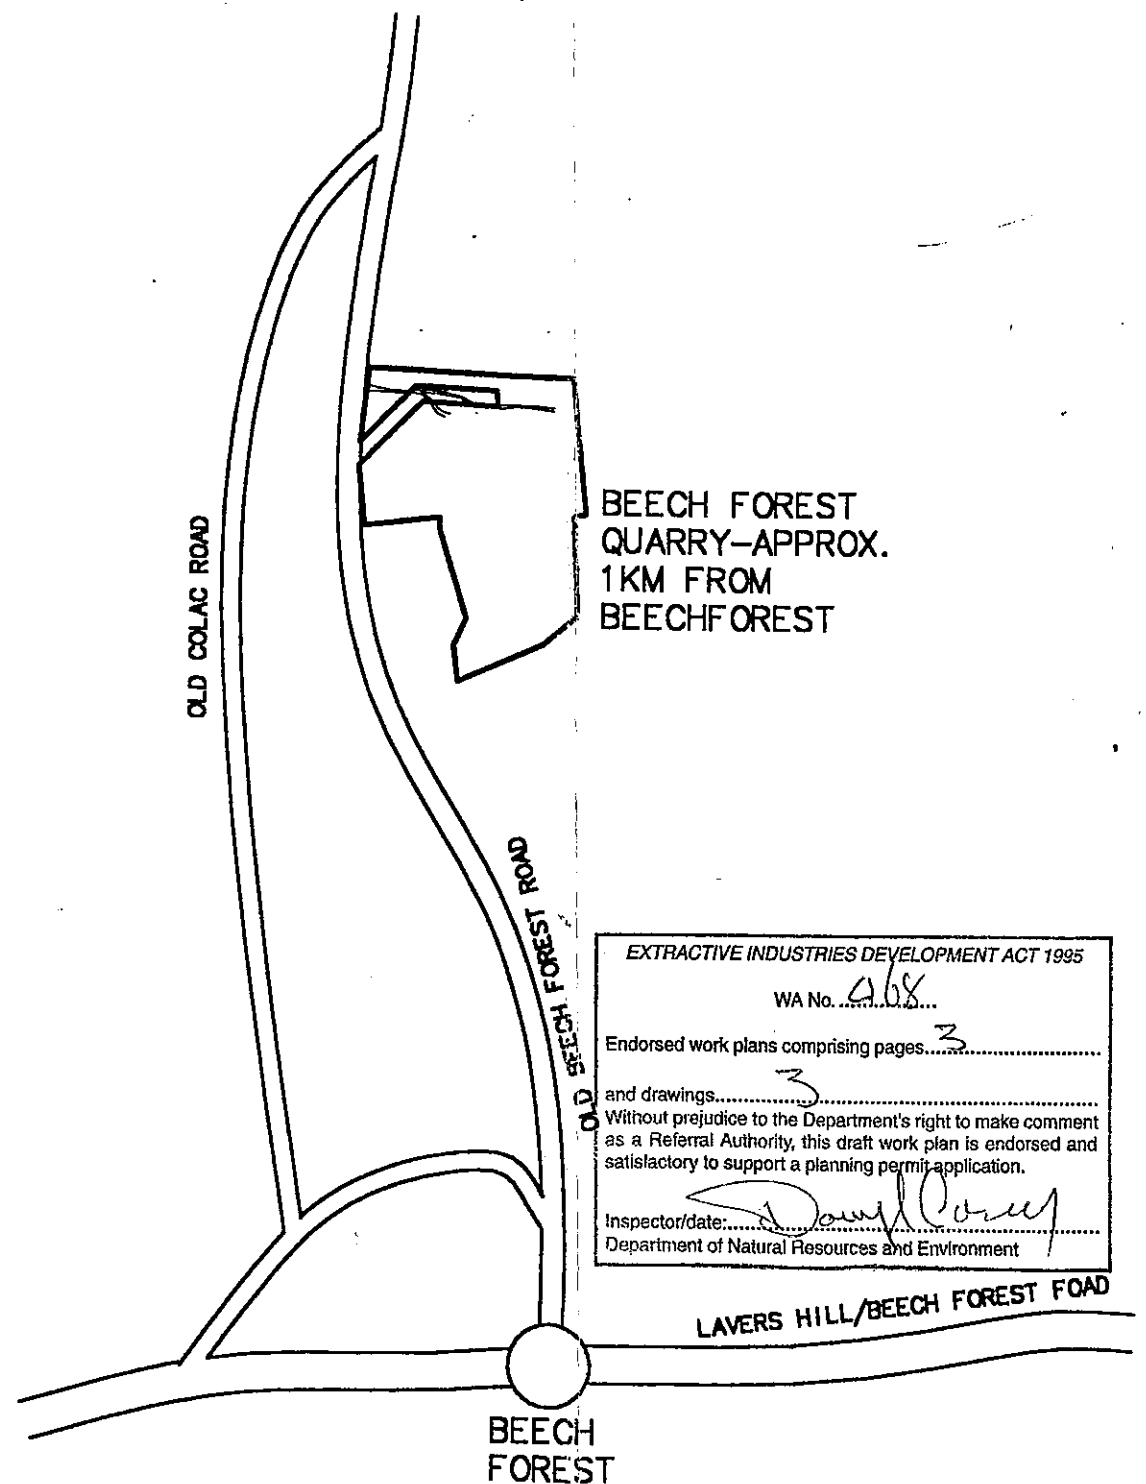 BEECH FOREST
QUARRY-APPROX.
1KM FROM
BEECHFOREST
OLD COLAC ROAD
OLD BEECH FOREST ROAD
EXTRACTIVE INDUSTRIES DEVELOPMENT ACT 1995
WA No.
Endorsed work plans comprising pages 3
and drawings 3
Without prejudice to the Department's right to make comment
as a Referral Authority, this draft work plan is endorsed and
satisfactory to support a planning permit application.
Inspector/date:
Department of Natural Resources and Environment
LAVERS HILL/BEECH FOREST FOAD
BEECH
FOREST